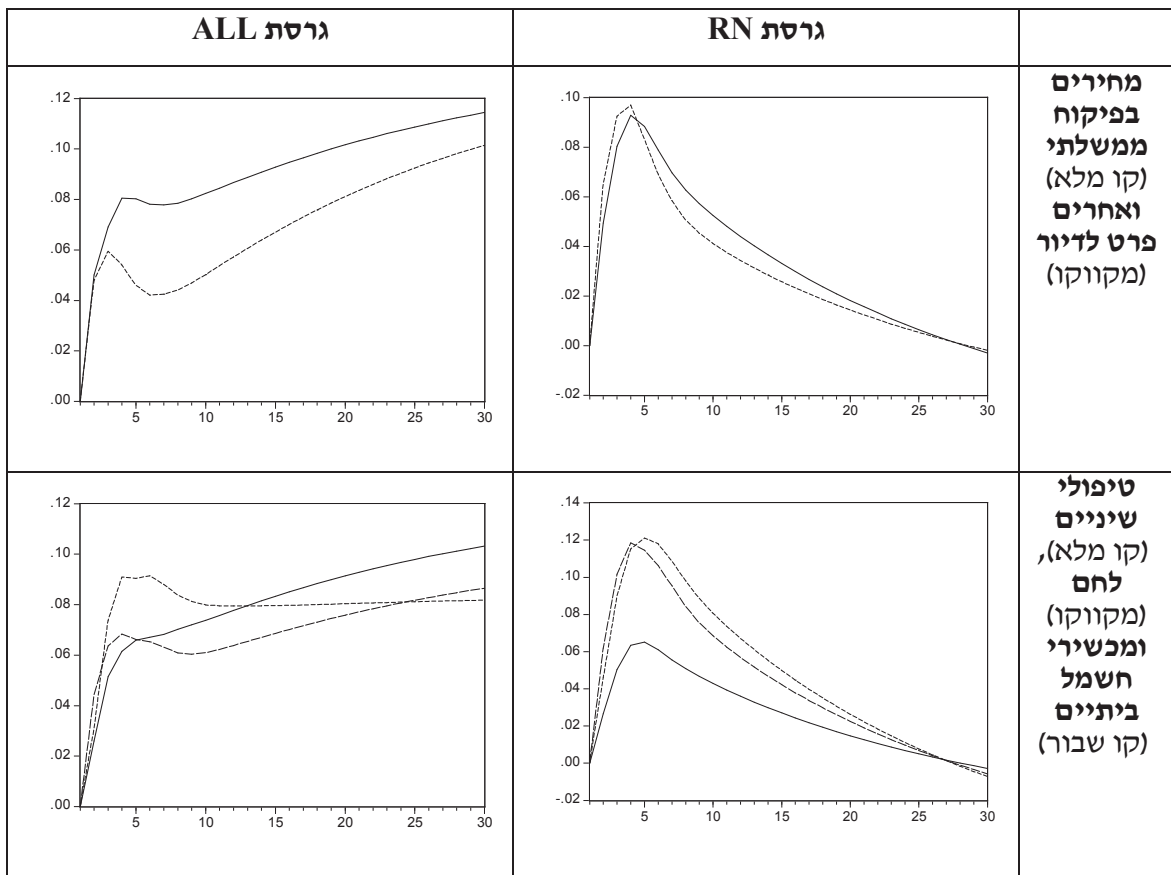 גרסת RN
גרסת ALL
מחירים
בפיקוח
ממשלתי
(קו מלא)
ואחרים
פרט לדיור
(מקווקו)
.10
.08
.06
.04
.02
.00
-.02
5 10 15 20 25 30
.12
.10
.08
.06
.04
.02
.00
5 10 15 20 25 30
טיפולי
שיניים
(קו מלא),
לחם
(מקווקו)
ומכשירי
חשמל
ביתיים
(קו שבור)
.14
.12
.10
.08
.06
.04
.02
.00
-.02
5 10 15 20 25 30
.12
.10
.08
.06
.04
.02
.00
5 10 15 20 25 30